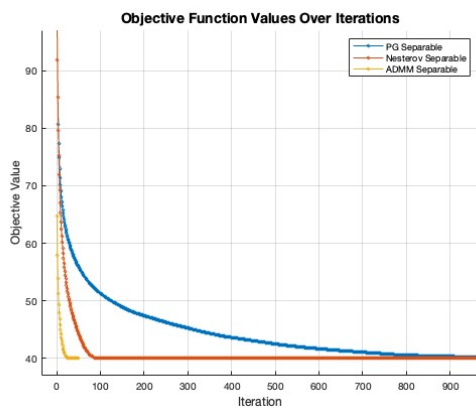 Objective Function Values Over Iterations
PG Separable
Nesterov Separable
ADMM Separable
Objective Value
90
80
70
60
50
40
0 100 200 300 400 500 600 700 800 900
Iteration